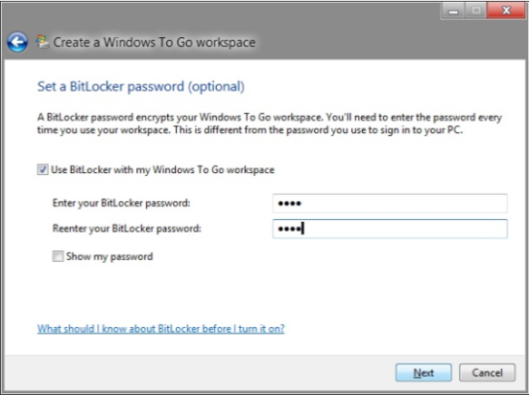 Create a Windows To Go workspace
Set a BitLocker password (optional)
A BitLocker password encrypts your Windows To Go workspace. You'll need to enter the password every
time you use your workspace. This is different from the password you use to sign in to your PC.
Use BitLocker with my Windows To Go workspace
Enter your BitLocker password: ••••
Reenter your BitLocker password: ••••
Show my password
What should I know about BitLocker before I turn it on?
Next Cancel